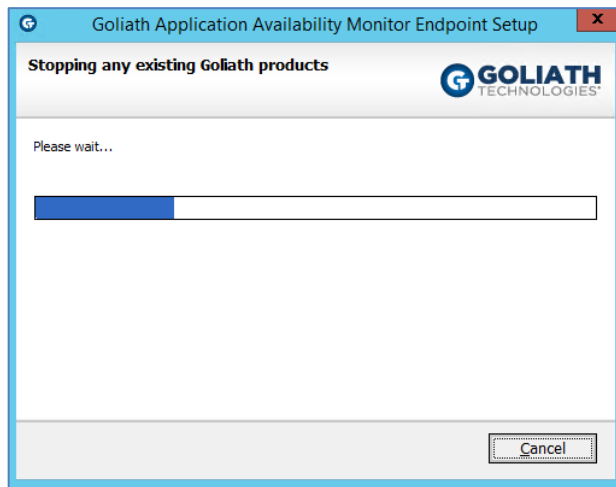 Goliath Application Availability Monitor Endpoint Setup
x
Stopping any existing Goliath products
GOLIATH
TECHNOLOGIES
Please wait...
Cancel